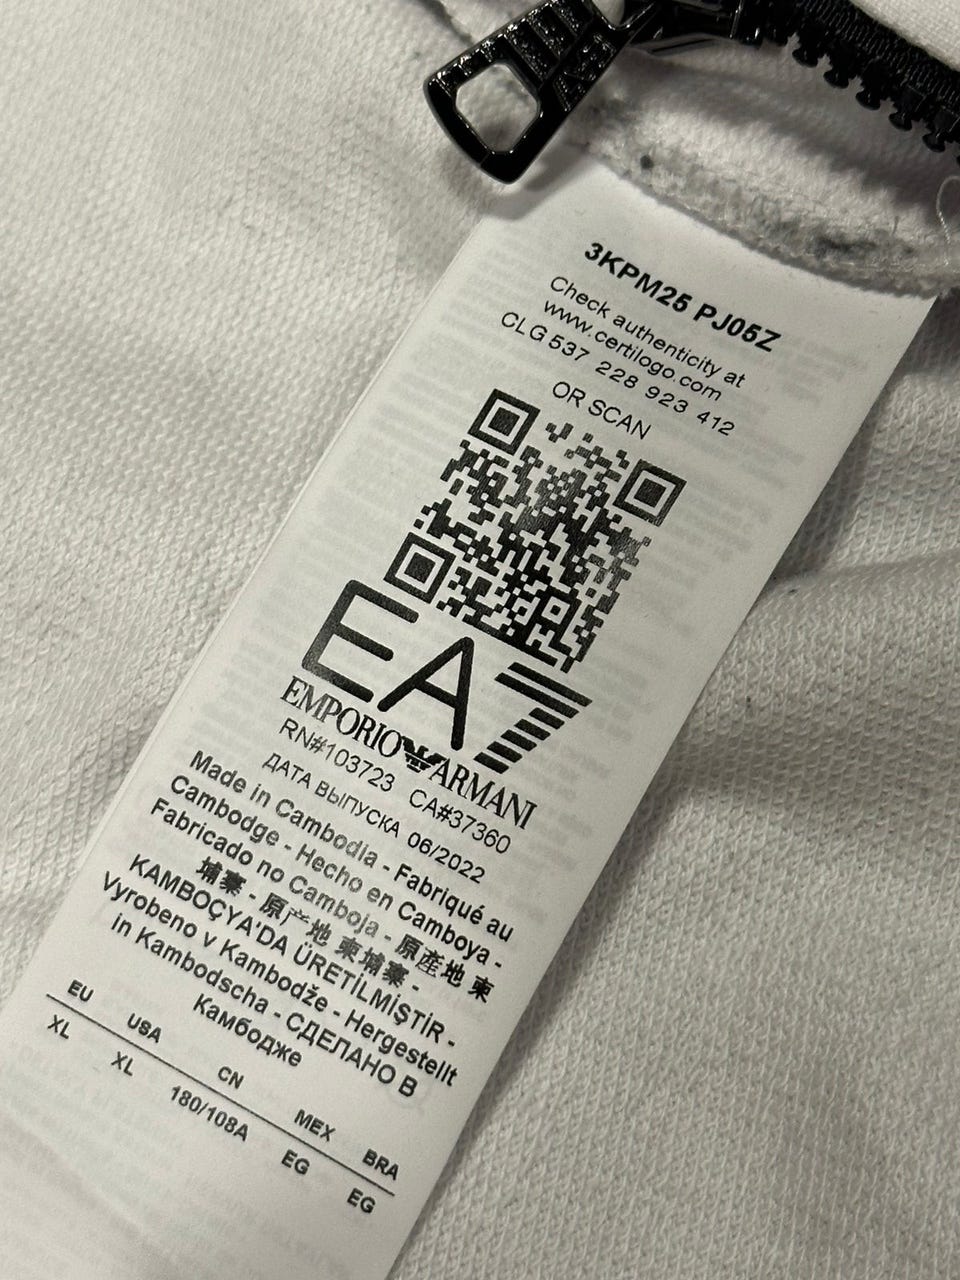 3KPM25 PJ05Z
Check authenticity at
www.certilogo.com
CLG 537 228 923 412
OR SCAN
EA7
EMPORIO ARMANI
RN#103723 CA#37360
ДАТА ВЫПУСКА 06/2022
Made in Cambodia - Fabriqué au
Cambodge - Hecho en Camboya -
Fabricado no Camboja - 原產地 柬
埔寨 - 原产地 柬埔寨 -
KAMBOÇYA'DA ÜRETİLMİŞTİR -
Vyrobeno v Kambodže - Hergestellt
in Kambodscha - СДЕЛАНО В
Камбодже
EU USA CN MEX BRA
XL XL 180/108A EG EG